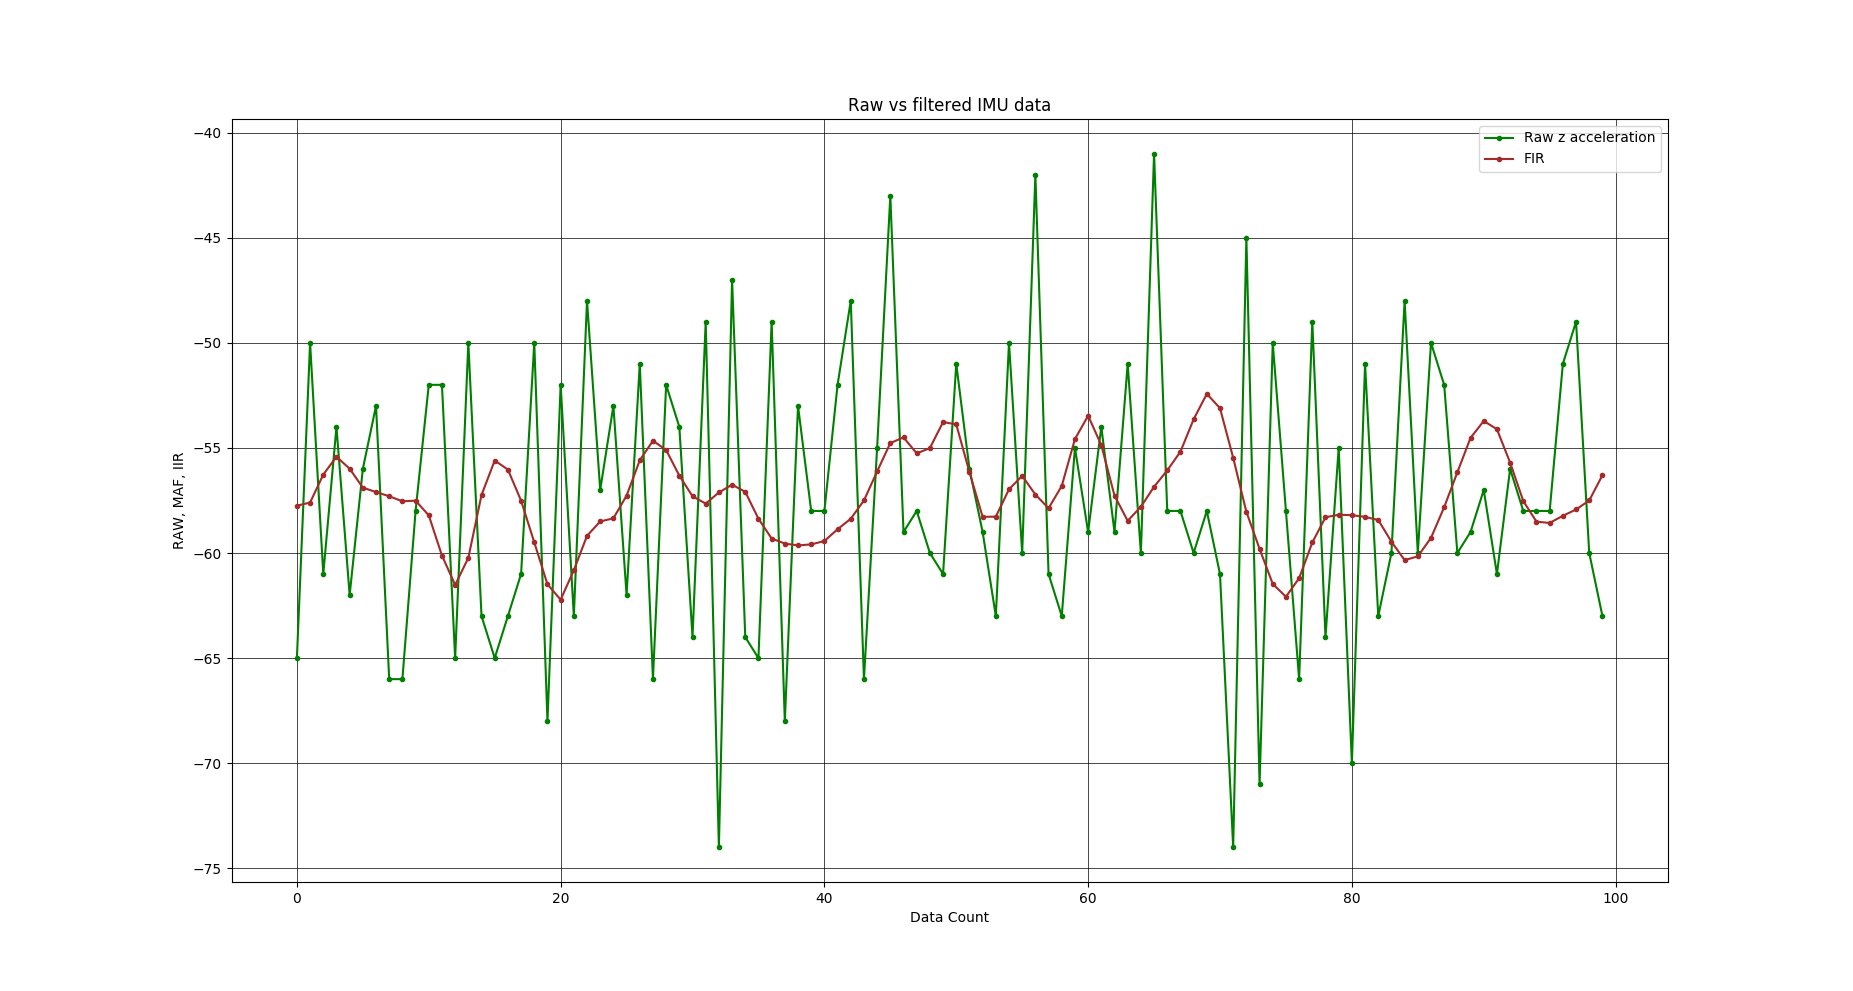 Raw vs filtered IMU data
Raw z acceleration
FIR
RAW, MAF, IIR
−40
−45
−50
−55
−60
−65
−70
−75
0 20 40 60 80 100
Data Count